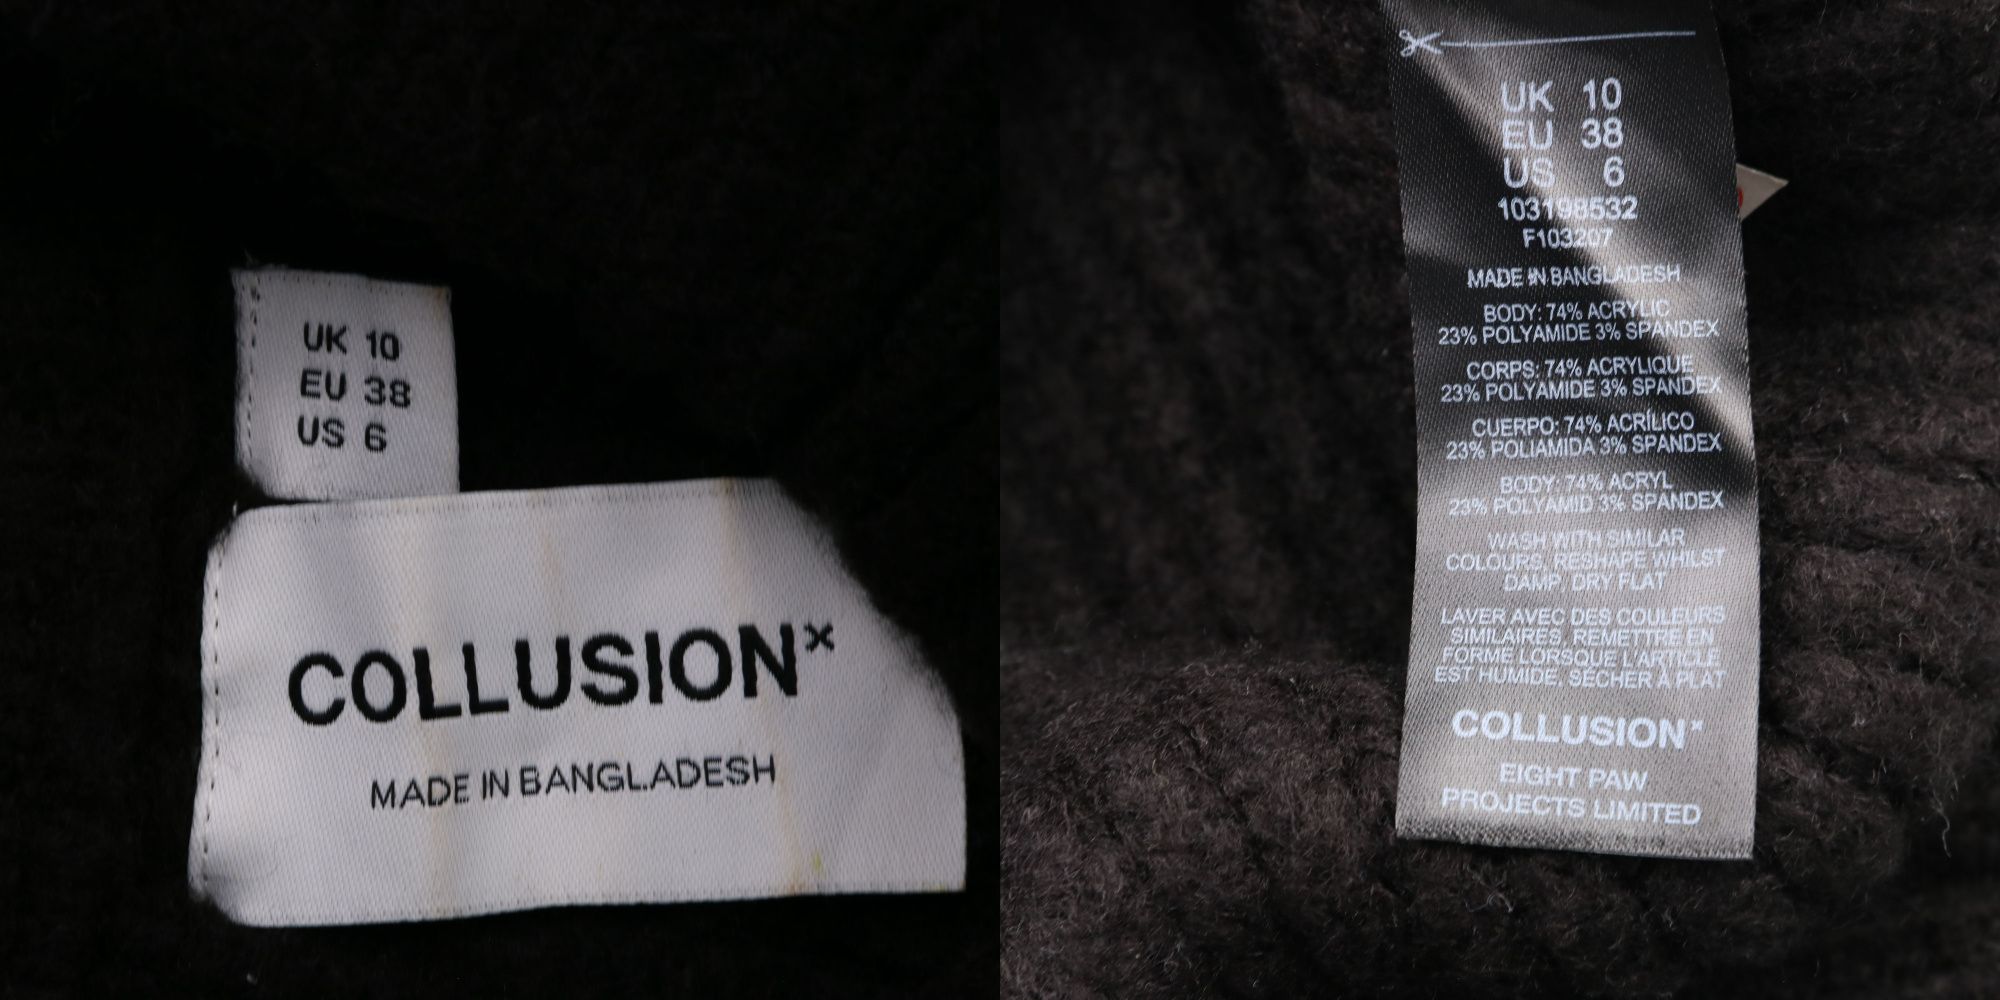 UK 10
EU 38
US 6
COLLUSION×
MADE IN BANGLADESH
UK 10
EU 38
US 6
103198532
F103207
MADE IN BANGLADESH
BODY: 74% ACRYLIC
23% POLYAMIDE 3% SPANDEX
CORPS: 74% ACRYLIQUE
23% POLYAMIDE 3% SPANDEX
CUERPO: 74% ACRÍLICO
23% POLIAMIDA 3% SPANDEX
BODY: 74% ACRYL
23% POLYAMID 3% SPANDEX
WASH WITH SIMILAR
COLOURS, RESHAPE WHILST
DAMP, DRY FLAT
LAVER AVEC DES COULEURS
SIMILAIRES, REMETTRE EN
FORME LORSQUE L'ARTICLE
EST HUMIDE, SÉCHER À PLAT
COLLUSION×
EIGHT PAW
PROJECTS LIMITED